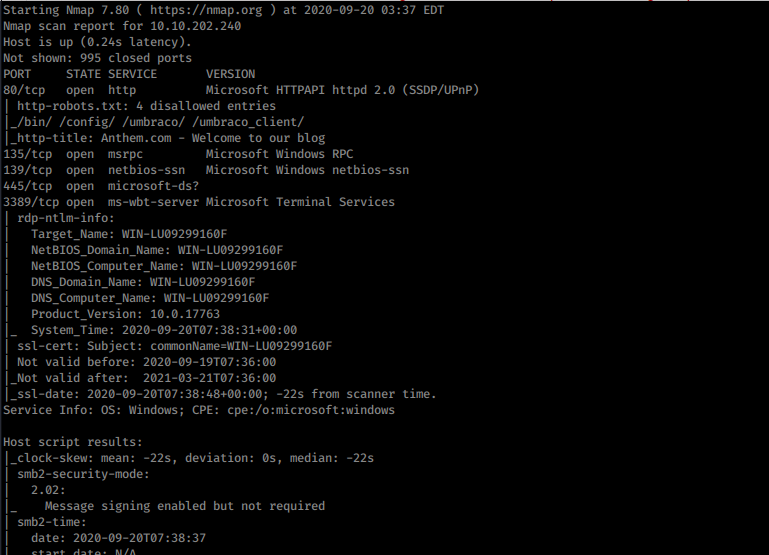 Starting Nmap 7.80 ( https://nmap.org ) at 2020-09-20 03:37 EDT
Nmap scan report for 10.10.202.240
Host is up (0.24s latency).
Not shown: 995 closed ports
PORT     STATE SERVICE       VERSION
80/tcp   open  http          Microsoft HTTPAPI httpd 2.0 (SSDP/UPnP)
| http-robots.txt: 4 disallowed entries
|_/bin/ /config/ /umbraco/ /umbraco_client/
|_http-title: Anthem.com - Welcome to our blog
135/tcp  open  msrpc         Microsoft Windows RPC
139/tcp  open  netbios-ssn   Microsoft Windows netbios-ssn
445/tcp  open  microsoft-ds?
3389/tcp open  ms-wbt-server Microsoft Terminal Services
| rdp-ntlm-info:
|   Target_Name: WIN-LU09299160F
|   NetBIOS_Domain_Name: WIN-LU09299160F
|   NetBIOS_Computer_Name: WIN-LU09299160F
|   DNS_Domain_Name: WIN-LU09299160F
|   DNS_Computer_Name: WIN-LU09299160F
|   Product_Version: 10.0.17763
|_  System_Time: 2020-09-20T07:38:31+00:00
| ssl-cert: Subject: commonName=WIN-LU09299160F
| Not valid before: 2020-09-19T07:36:00
|_Not valid after:  2021-03-21T07:36:00
|_ssl-date: 2020-09-20T07:38:48+00:00; -22s from scanner time.
Service Info: OS: Windows; CPE: cpe:/o:microsoft:windows
Host script results:
|_clock-skew: mean: -22s, deviation: 0s, median: -22s
| smb2-security-mode:
|   2.02:
|_    Message signing enabled but not required
| smb2-time:
|   date: 2020-09-20T07:38:37
|   start_date: N/A